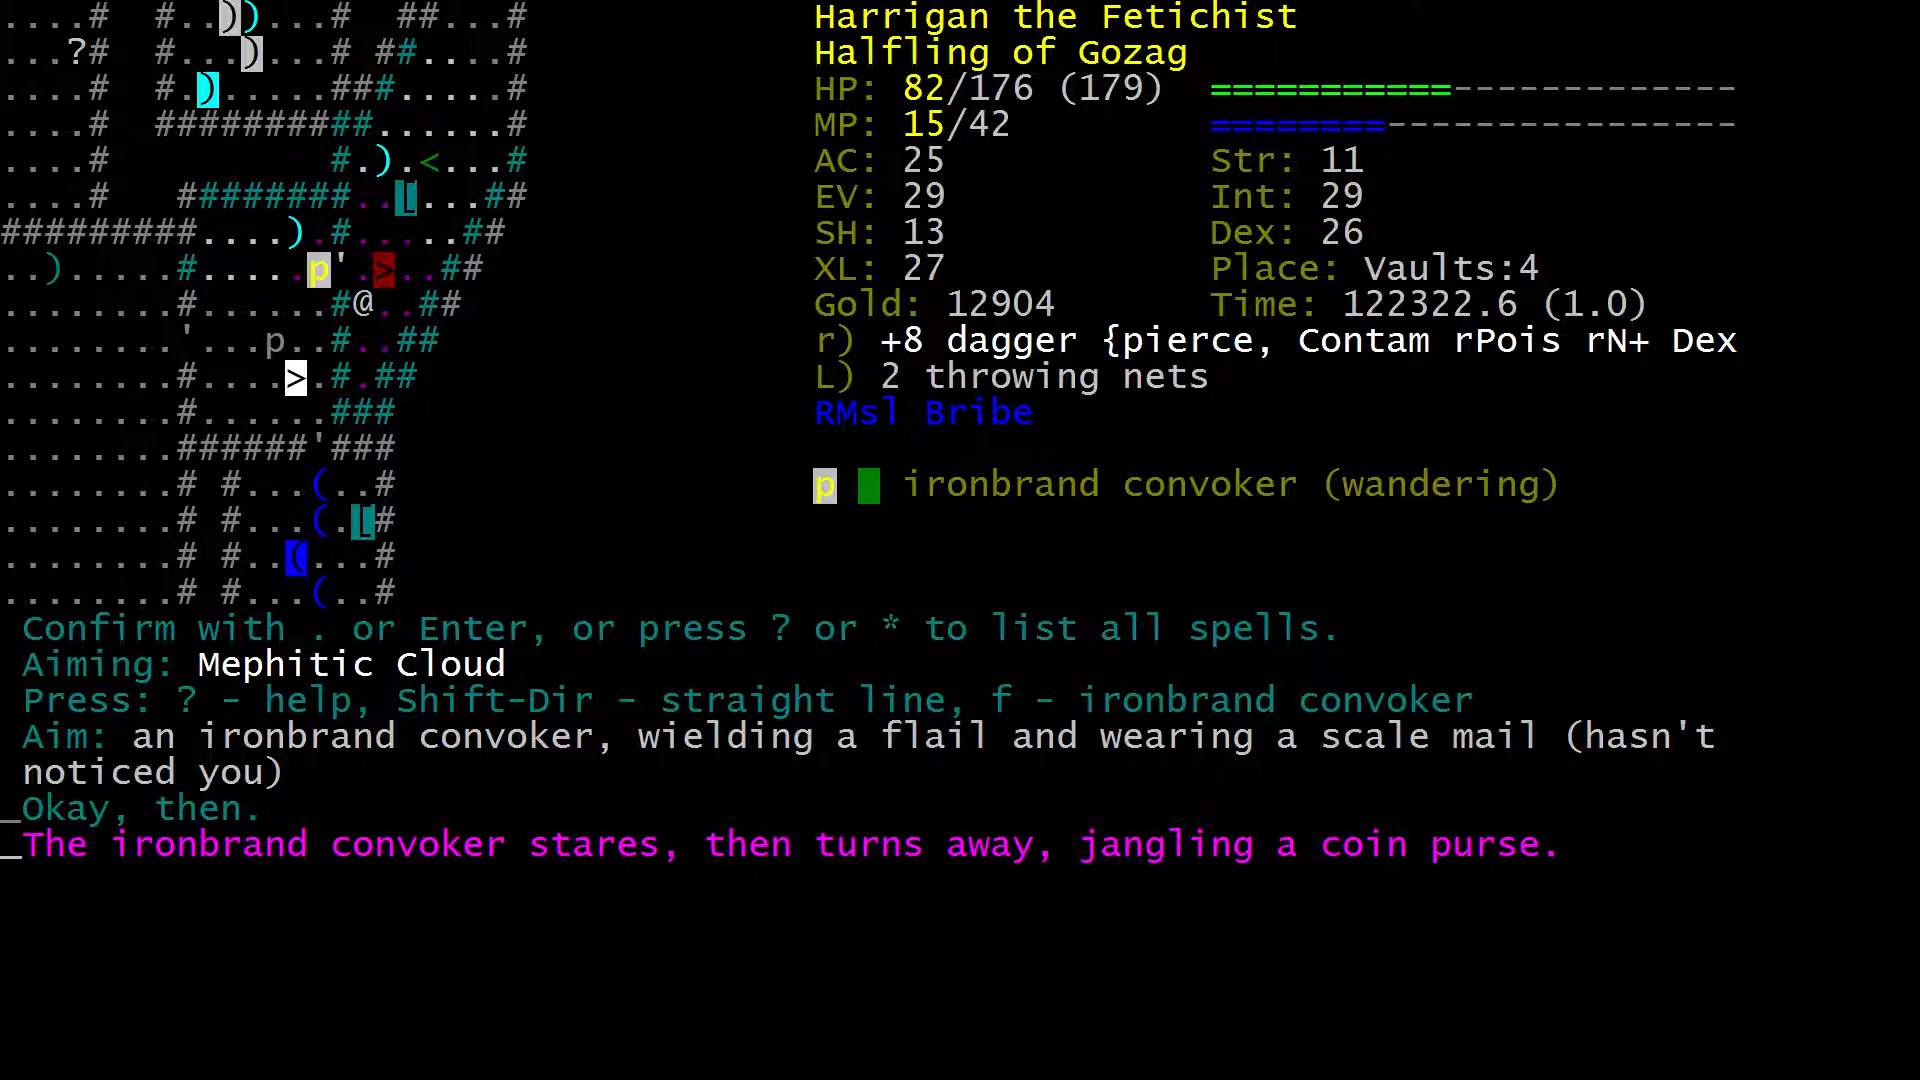 ....#  #..))...#  ##...#        Harrigan the Fetichist
...?#  #...)...# ##....#        Halfling of Gozag
....#  #.).....###.....#        HP: 82/176 (179)  ===========-------------
....#  ##########......#        MP: 15/42         ========----------------
....#          #.).<...#        AC: 25            Str: 11
....#   ########..[...##        EV: 29            Int: 29
#########....).#......##        SH: 13            Dex: 26
..).....#.....p'.>..##          XL: 27            Place: Vaults:4
........#......#@..##           Gold: 12904       Time: 122322.6 (1.0)
........'...p..#..##            r) +8 dagger {pierce, Contam rPois rN+ Dex
........#....>.#.##             L) 2 throwing nets
........#......###              RMsl Bribe
........######'###
........# #...(..#              p   ironbrand convoker (wandering)
........# #...(.[#
........# #..(...#
........# #...(..#
Confirm with . or Enter, or press ? or * to list all spells.
Aiming: Mephitic Cloud
Press: ? - help, Shift-Dir - straight line, f - ironbrand convoker
Aim: an ironbrand convoker, wielding a flail and wearing a scale mail (hasn't
noticed you)
_Okay, then.
_The ironbrand convoker stares, then turns away, jangling a coin purse.